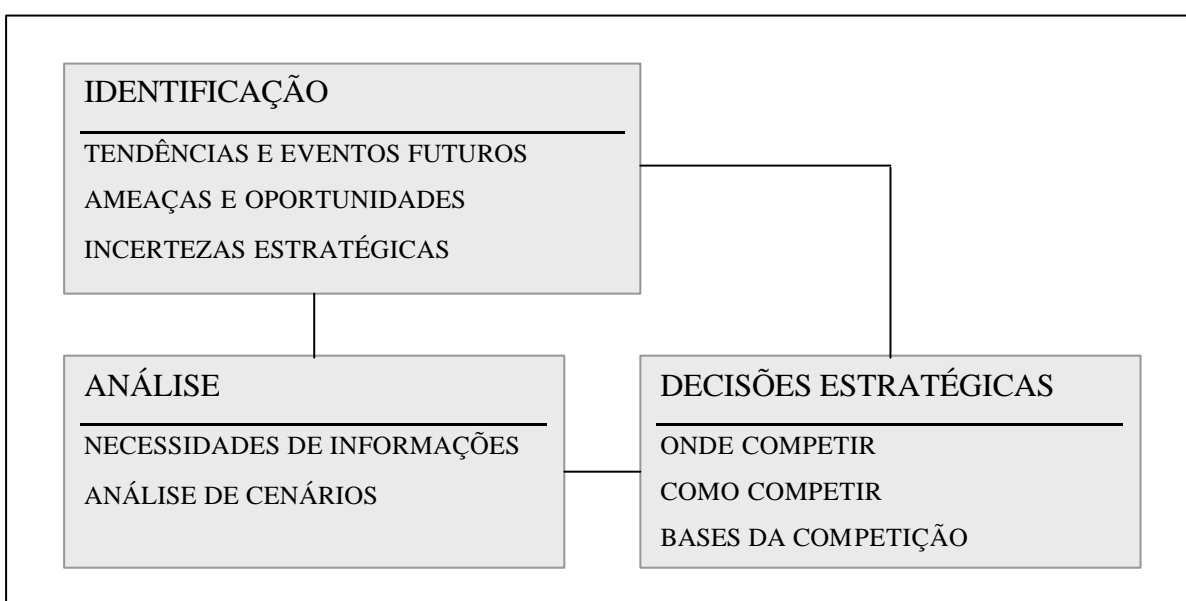 IDENTIFICAÇÃO
TENDÊNCIAS E EVENTOS FUTUROS
AMEAÇAS E OPORTUNIDADES
INCERTEZAS ESTRATÉGICAS
ANÁLISE
NECESSIDADES DE INFORMAÇÕES
ANÁLISE DE CENÁRIOS
DECISÕES ESTRATÉGICAS
ONDE COMPETIR
COMO COMPETIR
BASES DA COMPETIÇÃO